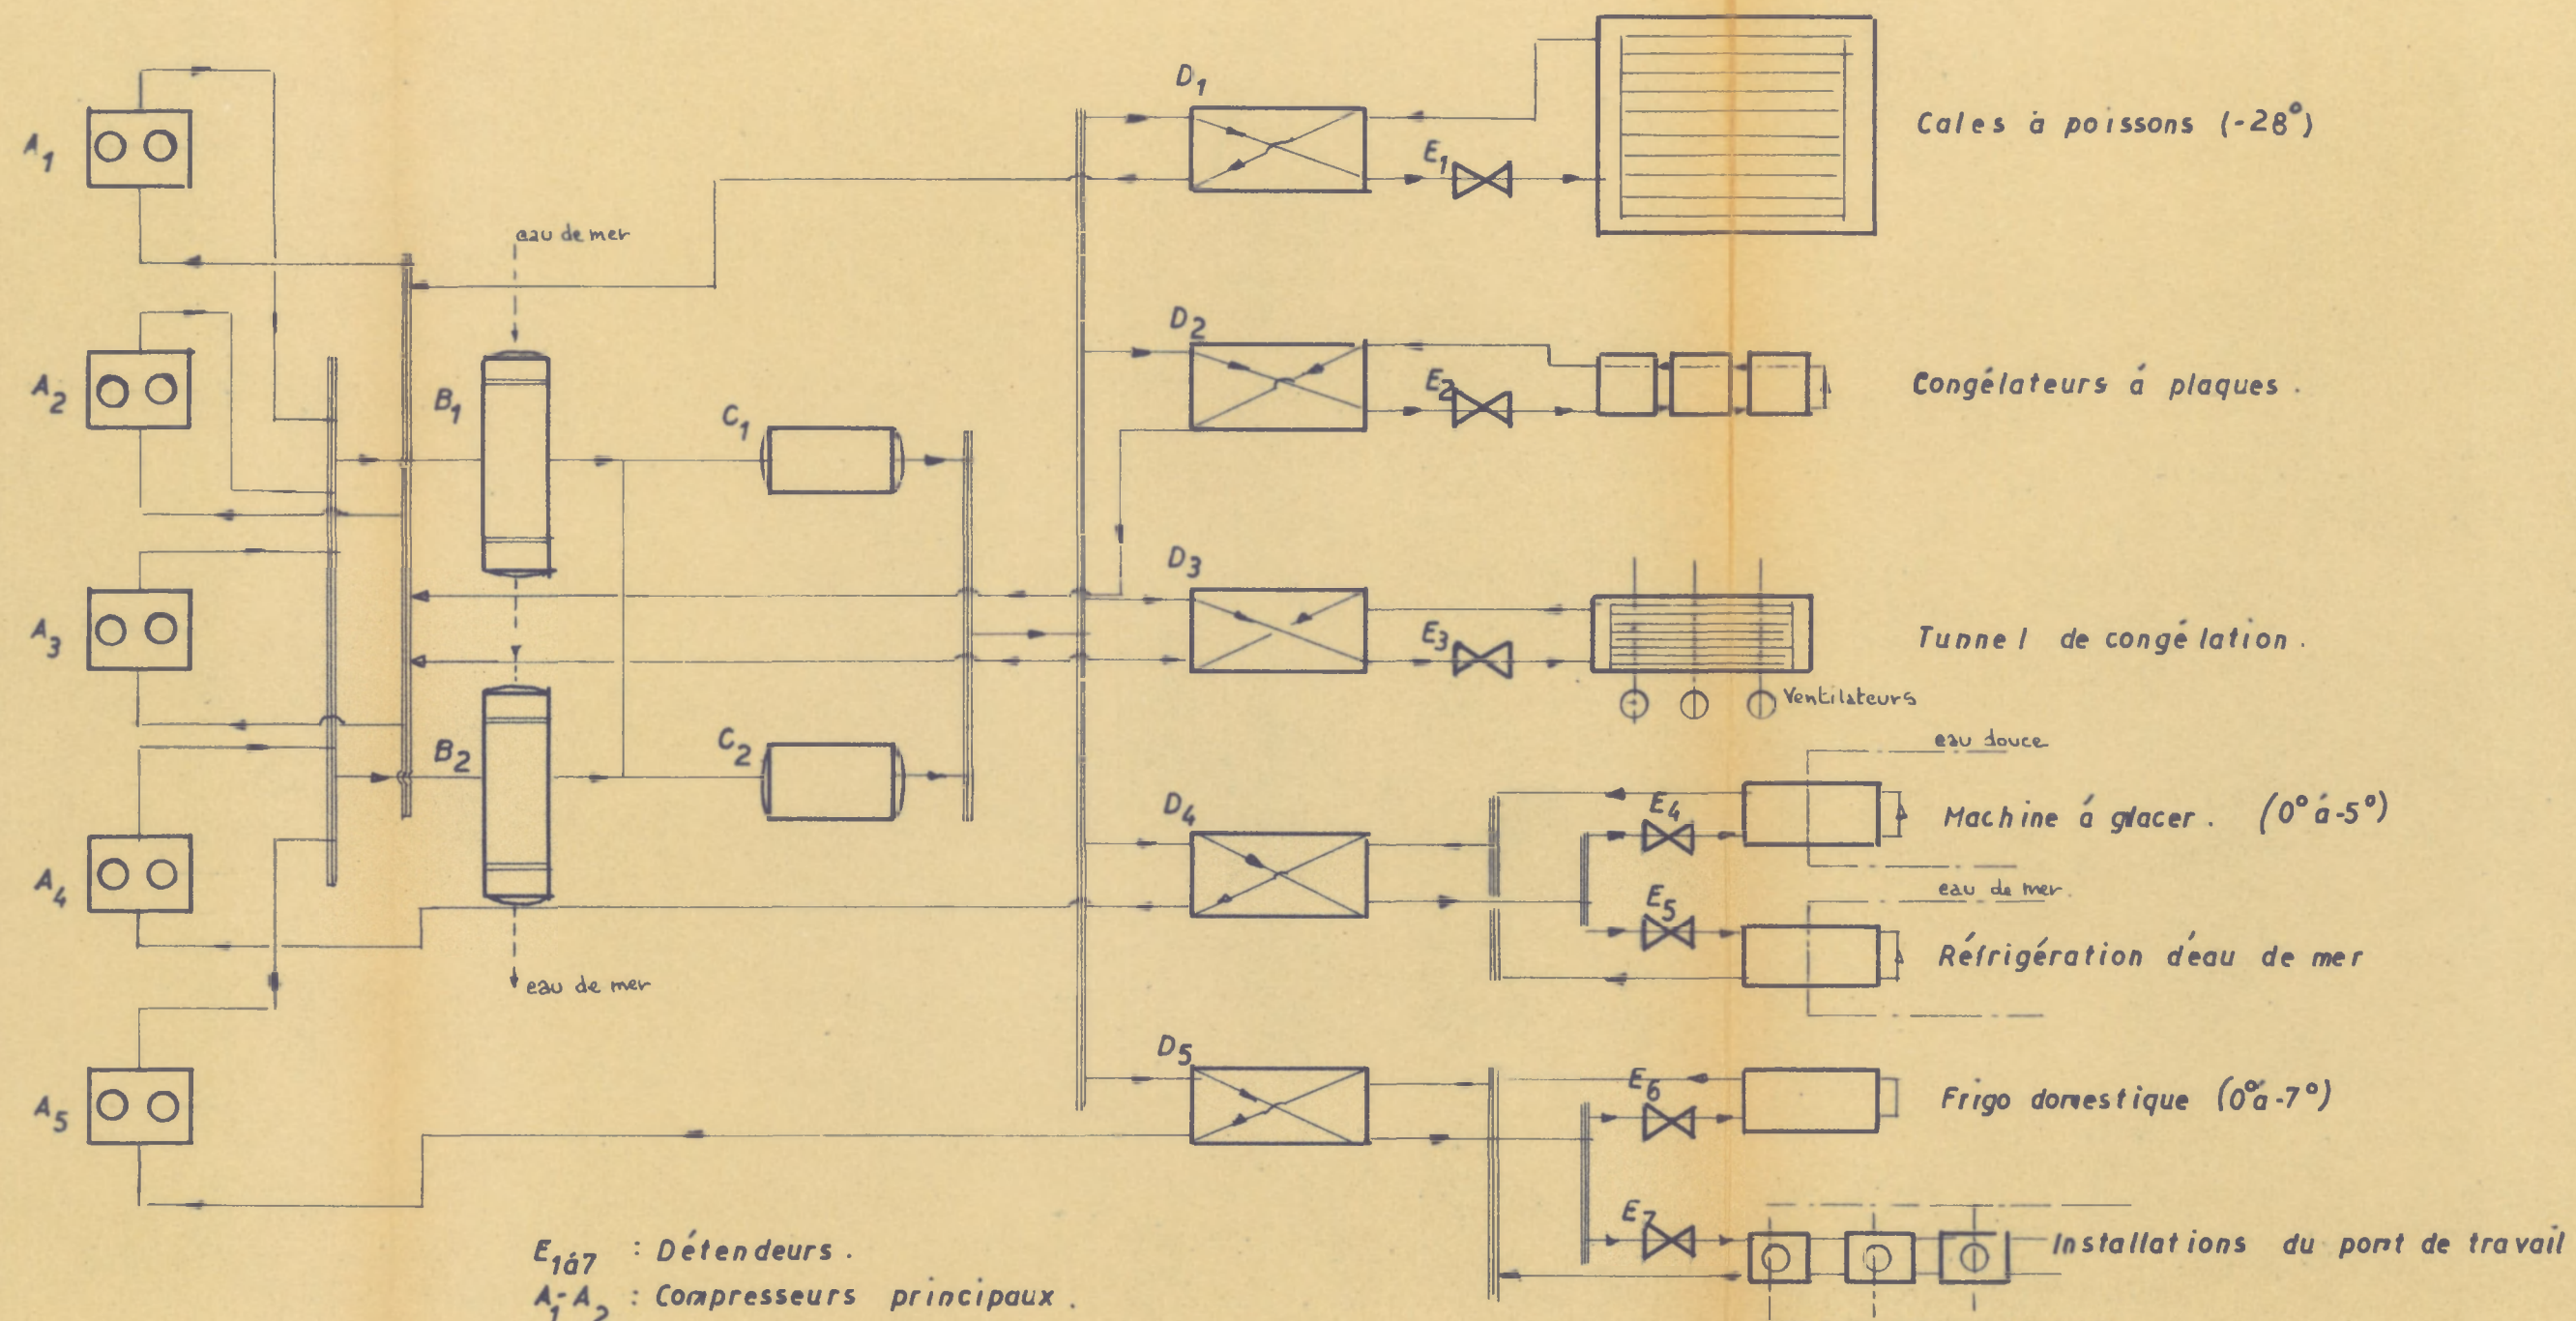 D1
Cales à poissons (-28°)
A1
E1
eau de mer
D2
A2
B1
C1
E2
Congélateurs á plaques .
D3
A3
E3
Tunnel de congélation .
Ventilateurs
B2
C2
eau douce
D4
E4
Machine á glacer . (0° á -5°)
A4
E5
eau de mer
Réfrigération d'eau de mer
eau de mer
D5
A5
E6
Frigo domestique (0° á -7°)
E7
Installations du pont de travail
E1á7 : Détendeurs .
A1-A2 : Compresseurs principaux .